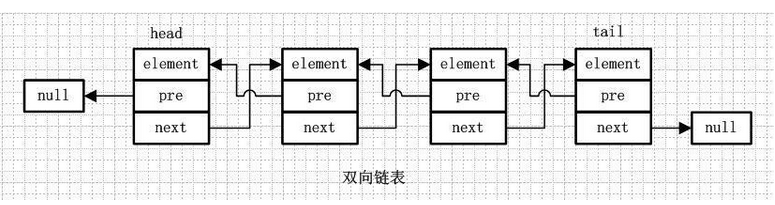 head tail
element element element element
null pre pre pre pre
next next next next null
双向链表